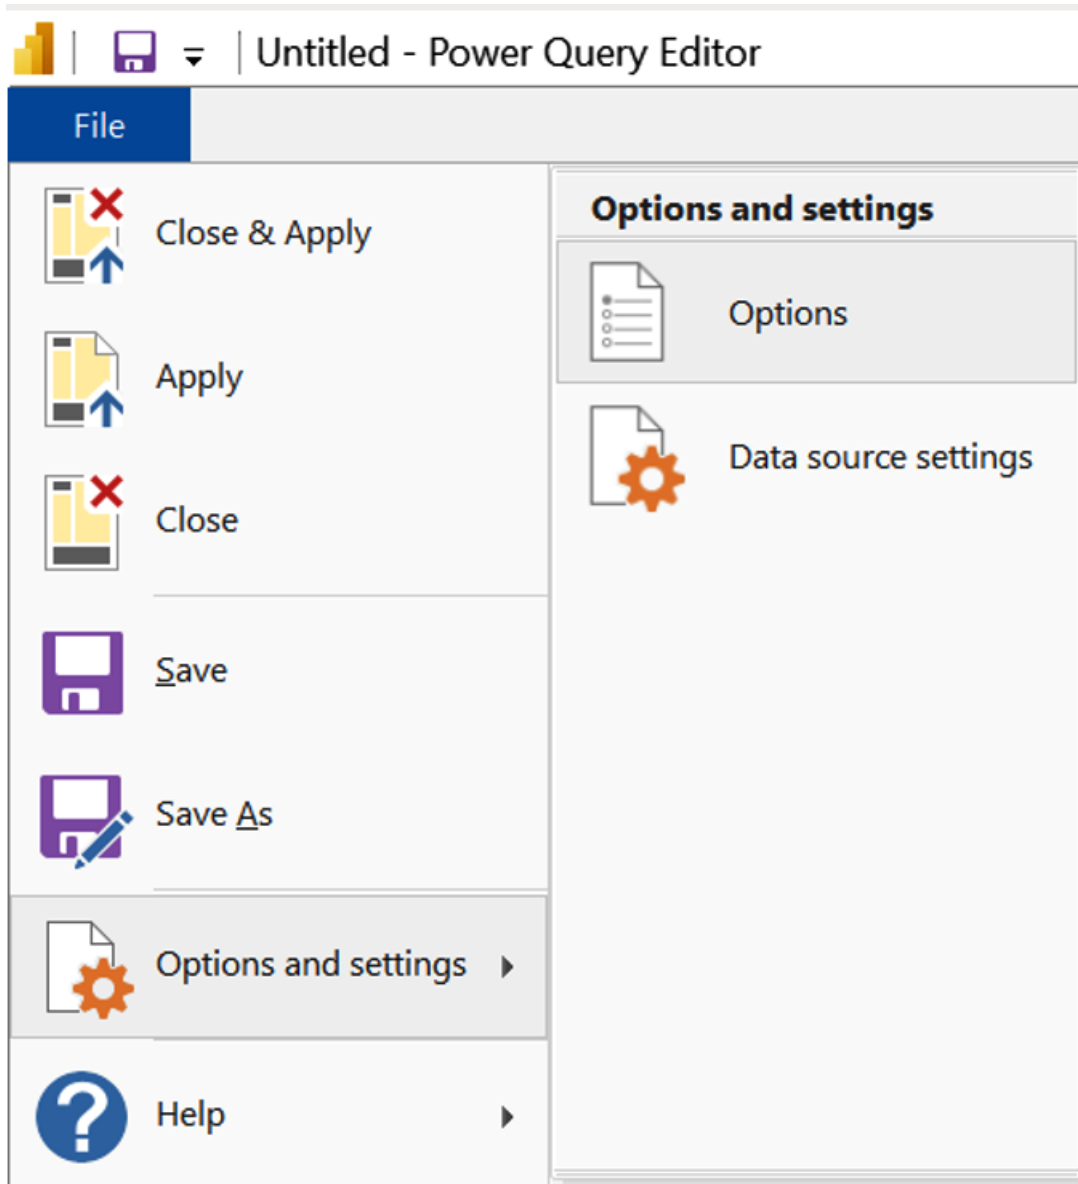 Untitled - Power Query Editor
File
Close & Apply
Apply
Close
Save
Save As
Options and settings
Help
Options and settings
Options
Data source settings